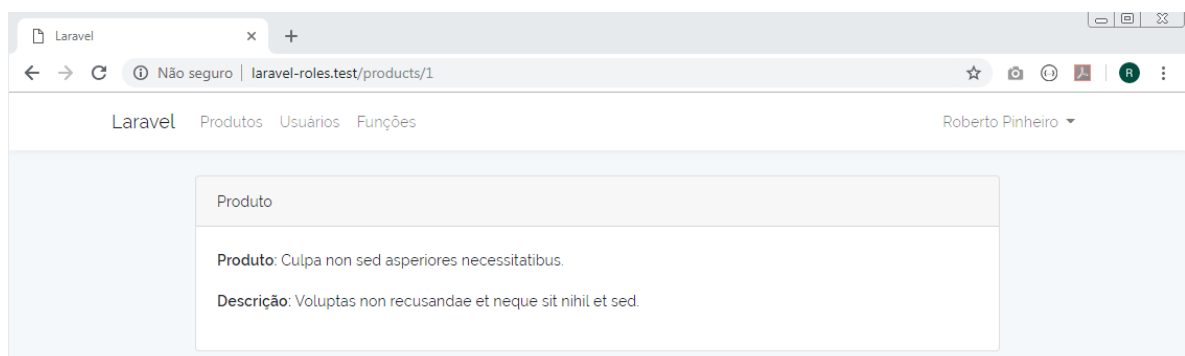 Laravel
Não seguro | laravel-roles.test/products/1
R
Laravel Produtos Usuários Funções Roberto Pinheiro
Produto
Produto: Culpa non sed asperiores necessitatibus.
Descrição: Voluptas non recusandae et neque sit nihil et sed.